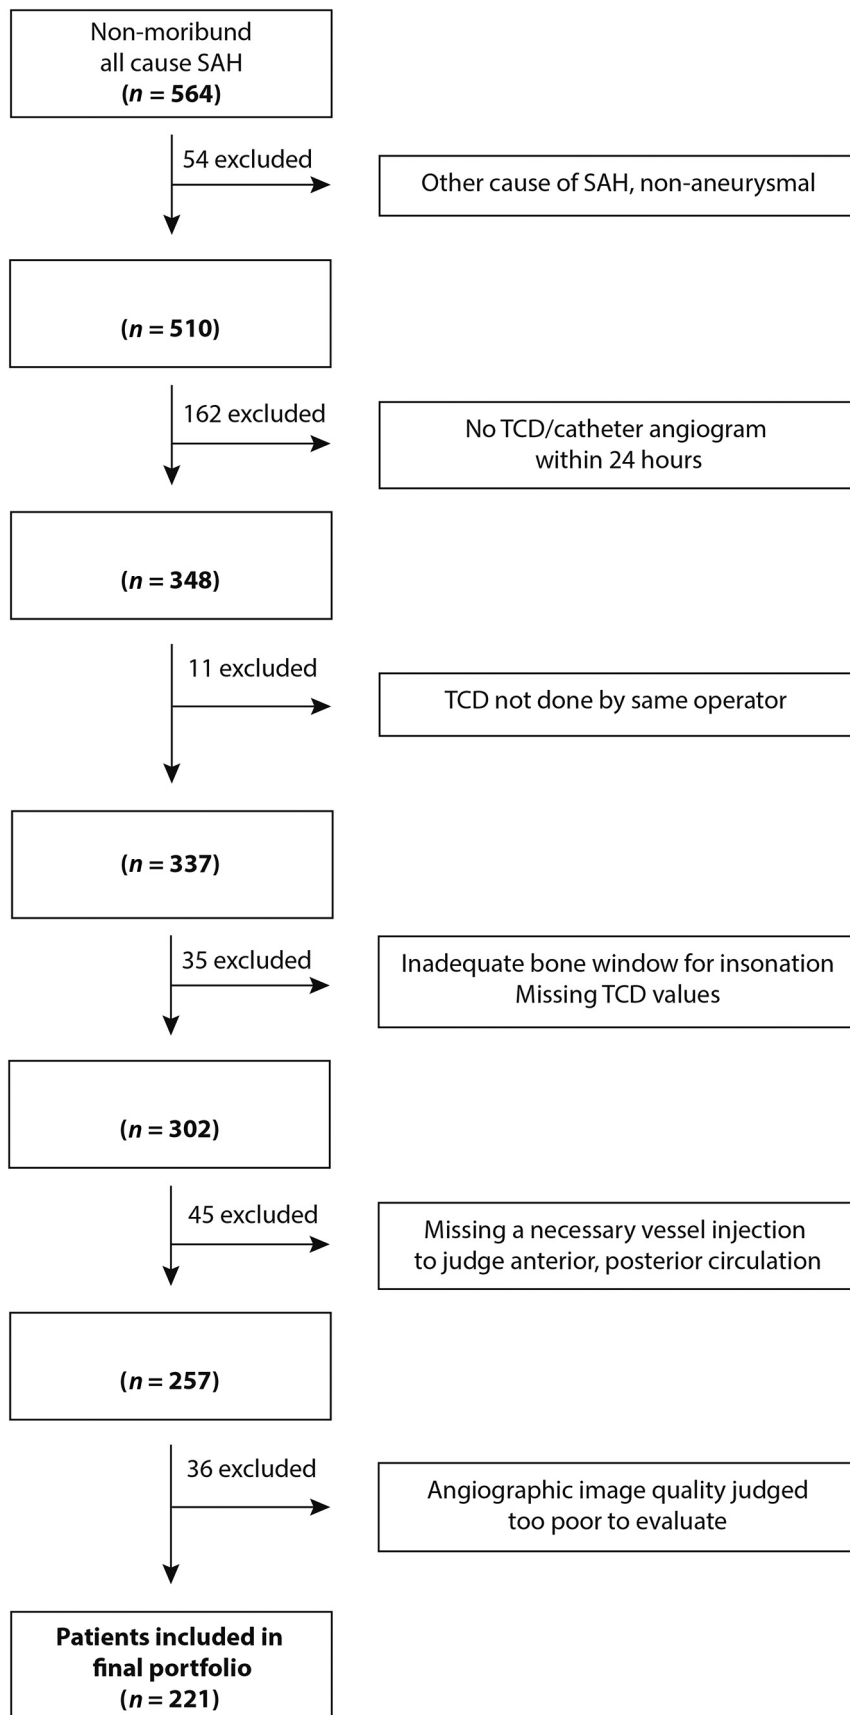 Non-moribund
all cause SAH
(n = 564)
54 excluded
Other cause of SAH, non-aneurysmal
(n = 510)
162 excluded
No TCD/catheter angiogram
within 24 hours
(n = 348)
11 excluded
TCD not done by same operator
(n = 337)
35 excluded
Inadequate bone window for insonation
Missing TCD values
(n = 302)
45 excluded
Missing a necessary vessel injection
to judge anterior, posterior circulation
(n = 257)
36 excluded
Angiographic image quality judged
too poor to evaluate
Patients included in
final portfolio
(n = 221)